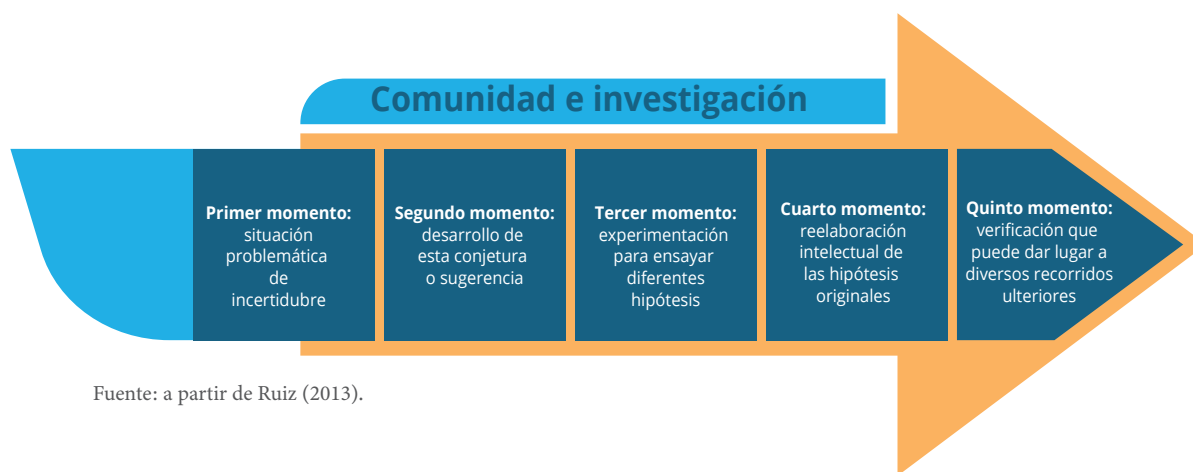 Comunidad e investigación
Primer momento:
situación
problemática
de
incertidubre
Segundo momento:
desarrollo de
esta conjetura
o sugerencia
Tercer momento:
experimentación
para ensayar
diferentes
hipótesis
Cuarto momento:
reelaboración
intelectual de
las hipótesis
originales
Quinto momento:
verificación que
puede dar lugar a
diversos recorridos
ulteriores
Fuente: a partir de Ruiz (2013).